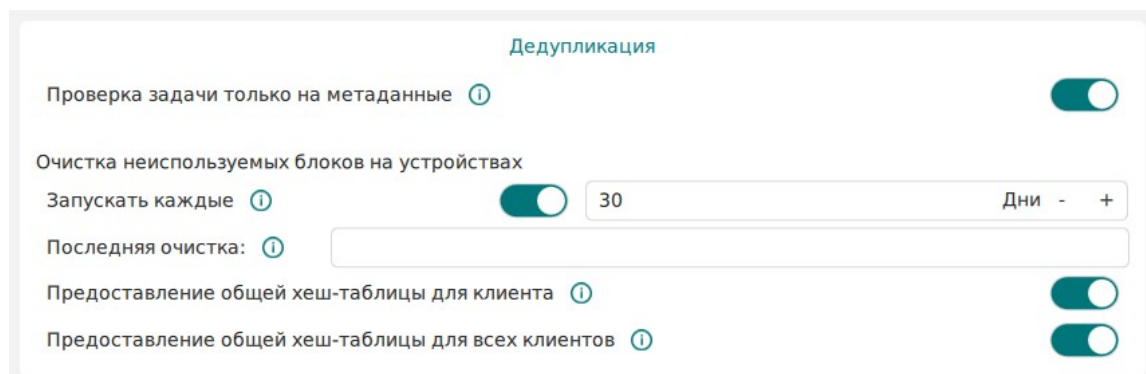 Дедупликация
Проверка задачи только на метаданные
Очистка неиспользуемых блоков на устройствах
Запускать каждые 30 Дни - +
Последняя очистка:
Предоставление общей хеш-таблицы для клиента
Предоставление общей хеш-таблицы для всех клиентов